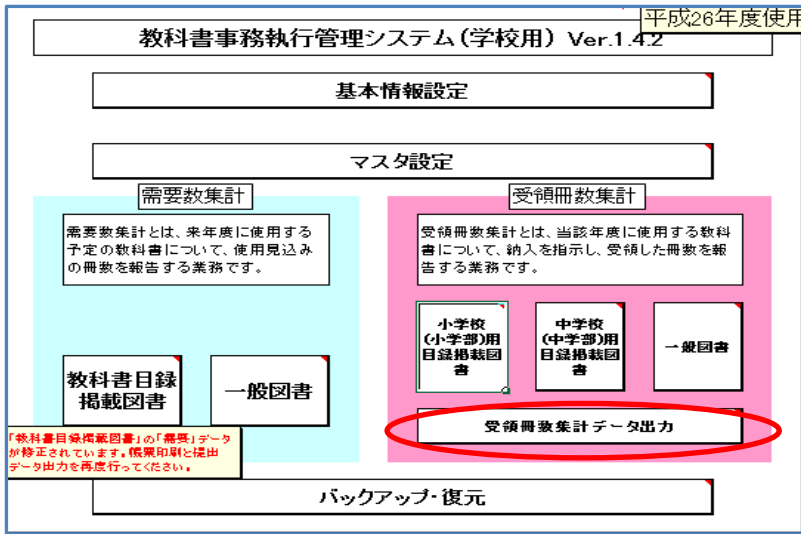 平成26年度使用
教科書事務執行管理システム(学校用) Ver.1.4.2
基本情報設定
マスタ設定
需要数集計
需要数集計とは、来年度に使用する
予定の教科書について、使用見込み
の冊数を報告する業務です。
教科書目録
掲載図書
一般図書
「教科書目録掲載図書」の「需要」データ
が修正されています。帳票印刷と提出
データ出力を再度行ってください。
受領冊数集計
受領冊数集計とは、当該年度に使用する教科
書について、納入を指示し、受領した冊数を報
告する業務です。
小学校
(小学部)用
目録掲載図
書
中学校
(中学部)用
目録掲載図
書
一般図書
受領冊数集計データ出力
バックアップ・復元